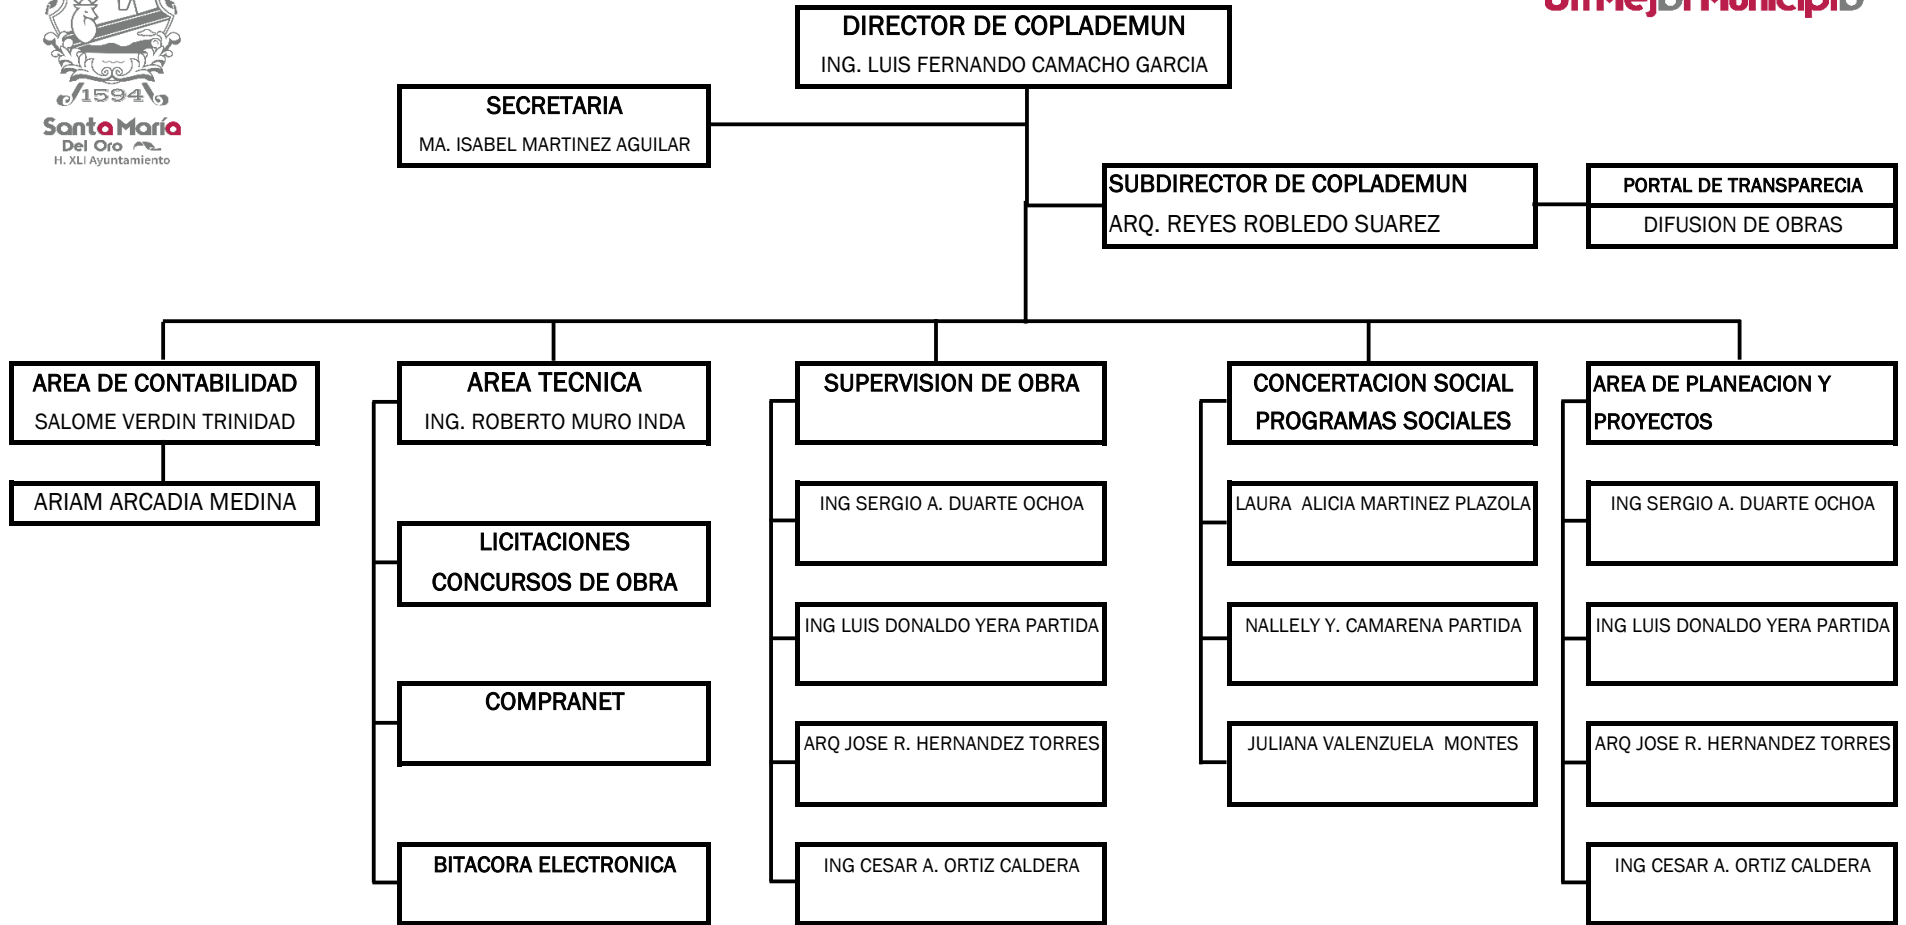 Un Mejor Municipio
DIRECTOR DE COPLADEMUN
ING. LUIS FERNANDO CAMACHO GARCIA
1594
Santa María
Del Oro
H. XLI Ayuntamiento
SECRETARIA
MA. ISABEL MARTINEZ AGUILAR
SUBDIRECTOR DE COPLADEMUN
ARQ. REYES ROBLEDO SUAREZ
PORTAL DE TRANSPARECIA
DIFUSION DE OBRAS
AREA DE CONTABILIDAD
SALOME VERDIN TRINIDAD
ARIAM ARCADIA MEDINA
AREA TECNICA
ING. ROBERTO MURO INDA
LICITACIONES
CONCURSOS DE OBRA
COMPRANET
BITACORA ELECTRONICA
SUPERVISION DE OBRA
ING SERGIO A. DUARTE OCHOA
ING LUIS DONALDO YERA PARTIDA
ARQ JOSE R. HERNANDEZ TORRES
ING CESAR A. ORTIZ CALDERA
CONCERTACION SOCIAL
PROGRAMAS SOCIALES
LAURA ALICIA MARTINEZ PLAZOLA
NALLELY Y. CAMARENA PARTIDA
JULIANA VALENZUELA MONTES
AREA DE PLANEACION Y
PROYECTOS
ING SERGIO A. DUARTE OCHOA
ING LUIS DONALDO YERA PARTIDA
ARQ JOSE R. HERNANDEZ TORRES
ING CESAR A. ORTIZ CALDERA